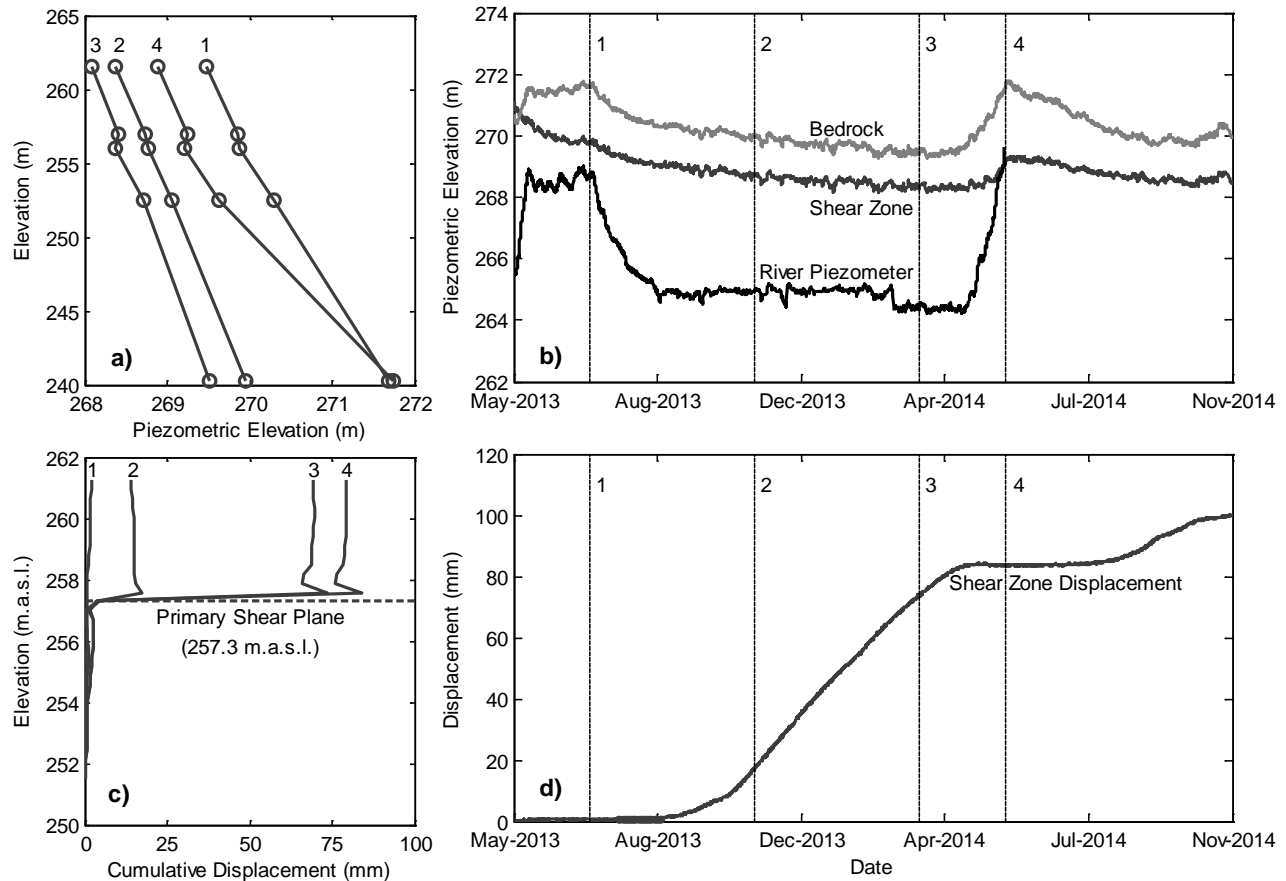 264
262
260
258
256
255
250
245
240
3 2 4 1
a)
268 269 270 271 272
Elevation (m)
Piezometric Elevation (m)
274
272
270
268
266
264
262
1 2 3 4
Bedrock
Shear Zone
River Piezometer
b)
May-2013 Aug-2013 Dec-2013 Apr-2014 Jul-2014 Nov-2014
Piezometric Elevation (m)
262
260
258
256
254
252
250
1 2 3 4
Primary Shear Plane
(257.3 m.a.s.l.)
c)
0 25 50 75 100
Elevation (m.a.s.l.)
Cumulative Displacement (mm)
120
100
80
60
40
20
0
1 2 3 4
Shear Zone Displacement
d)
May-2013 Aug-2013 Dec-2013 Apr-2014 Jul-2014 Nov-2014
Displacement (mm)
Date